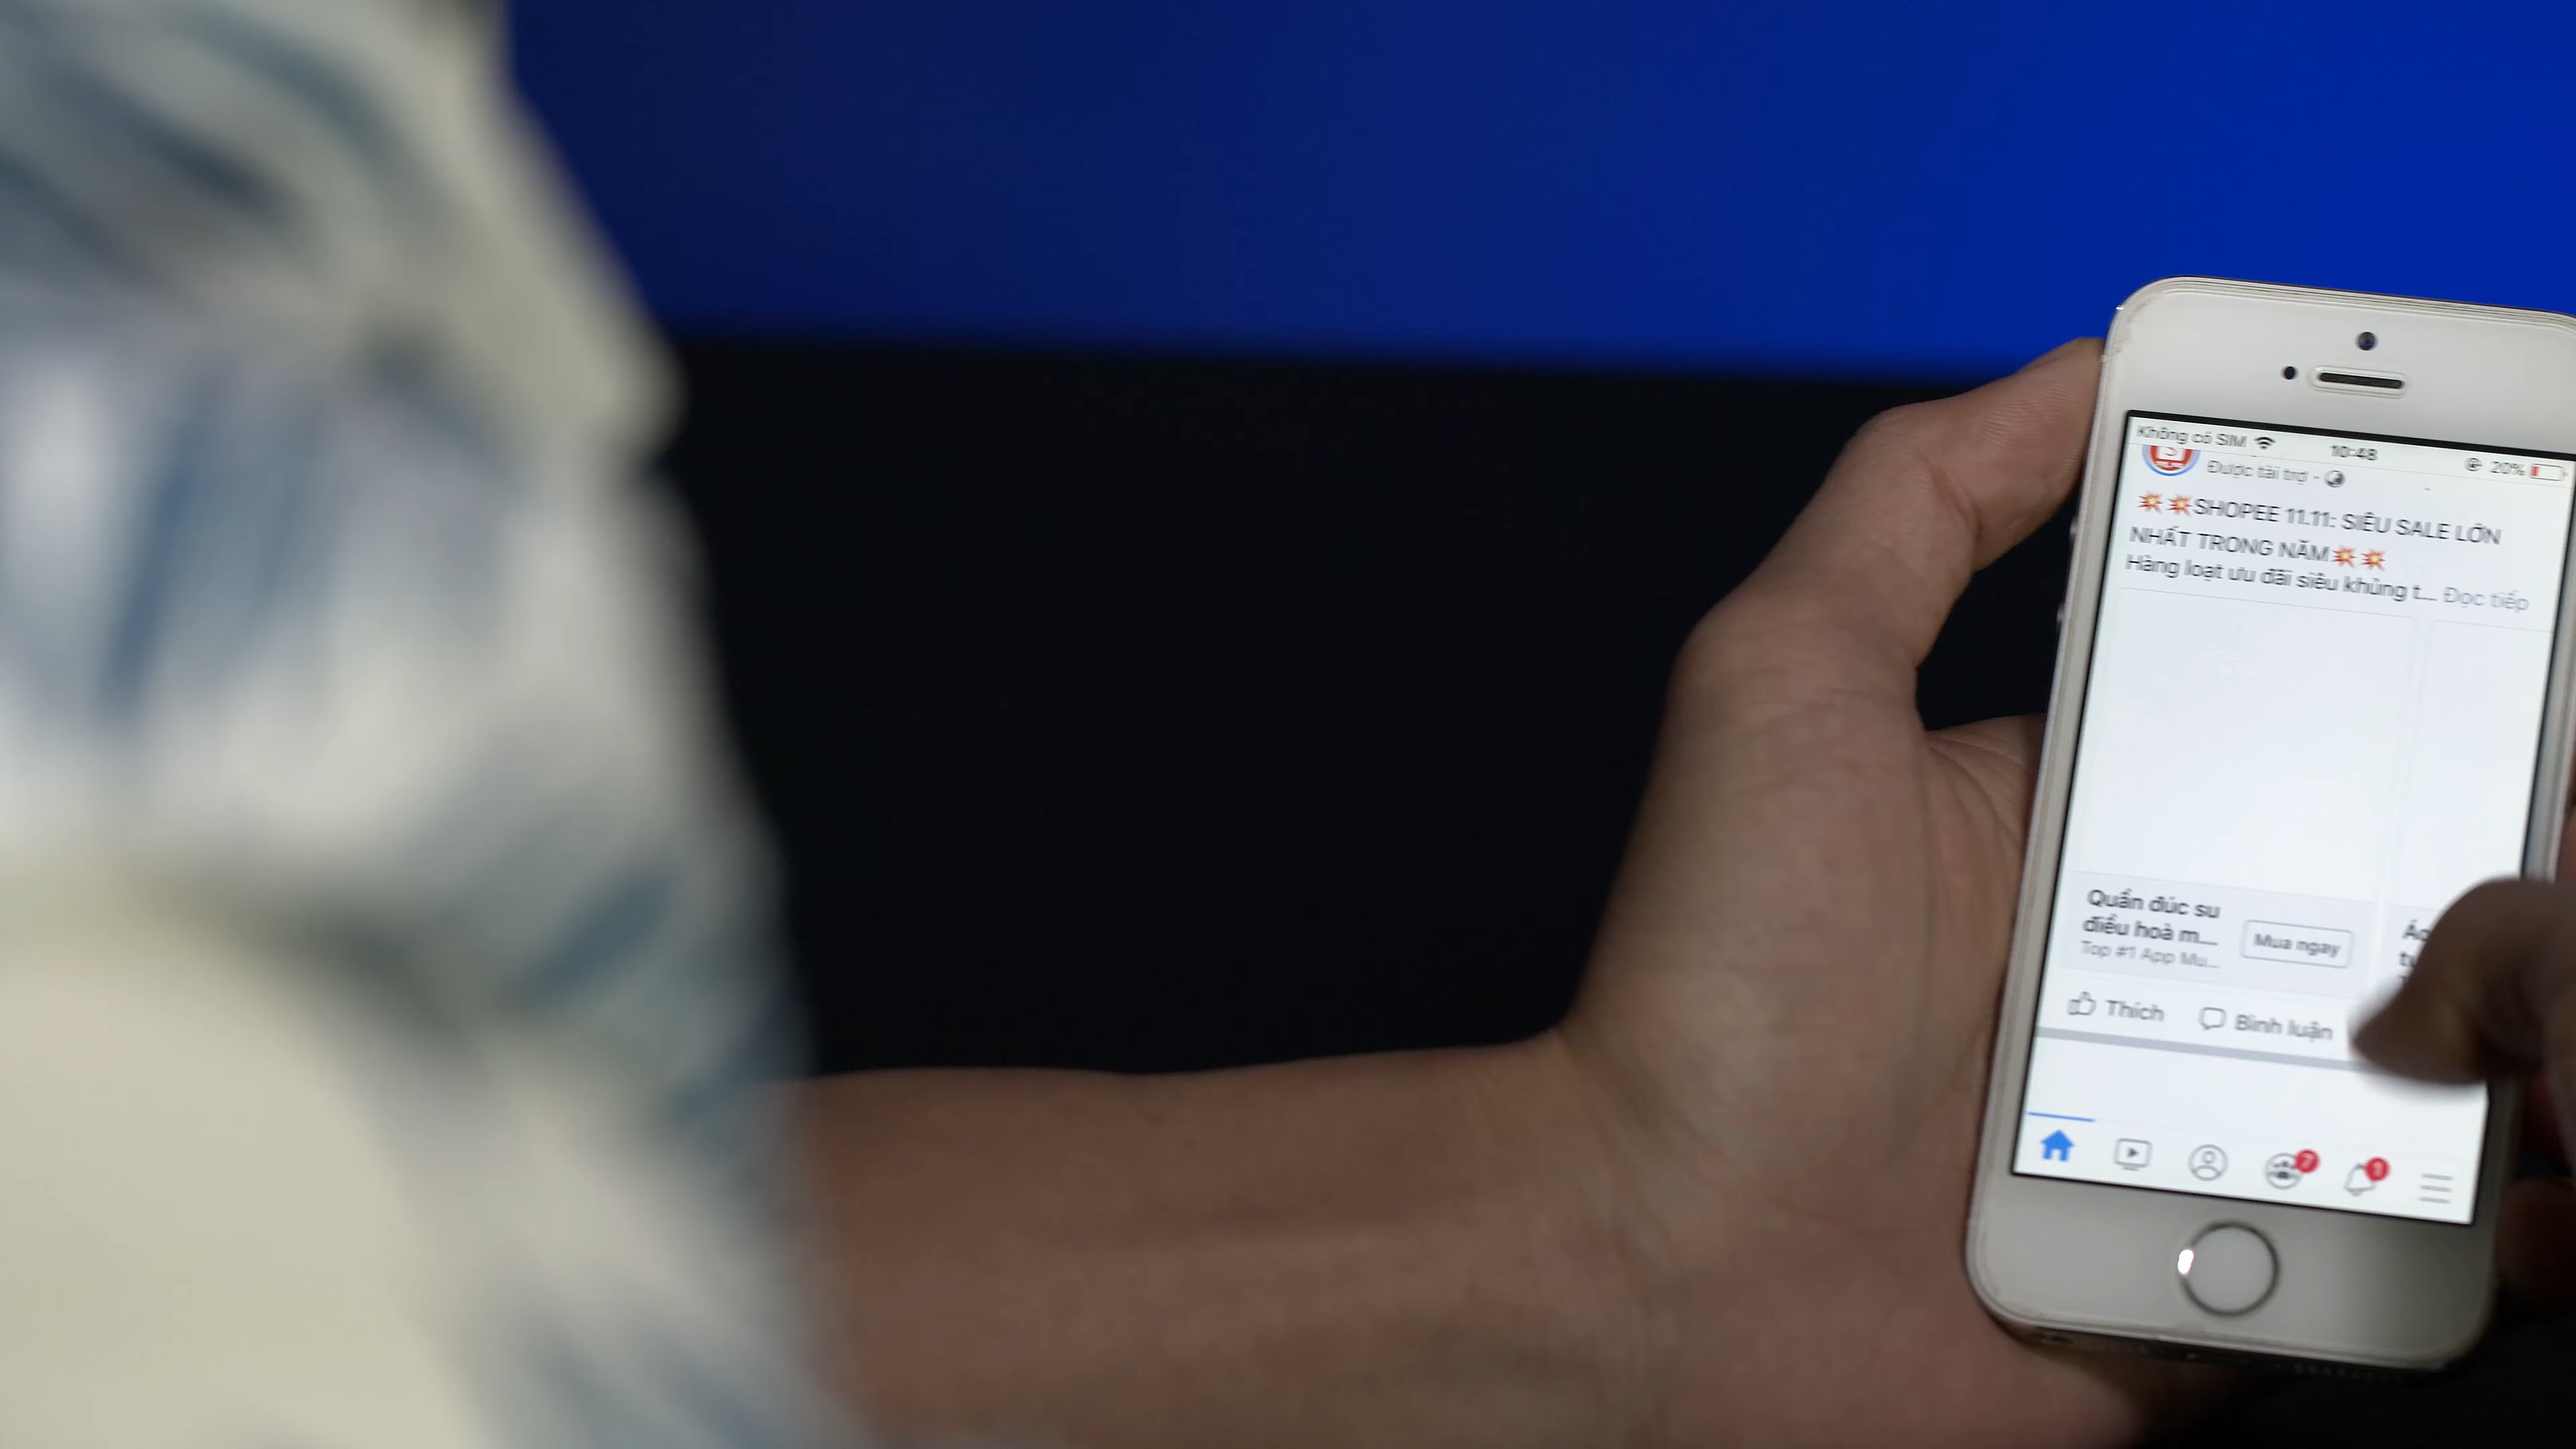 Không có SIM
10:48
20%
Được tài trợ ·
💥💥SHOPEE 11.11: SIÊU SALE LỚN
NHẤT TRONG NĂM💥💥
Hàng loạt ưu đãi siêu khủng t... Đọc tiếp
Quần đúc su
điều hoà m...
Top #1 App Mu...
Mua ngay
Thích
Bình luận
7
1